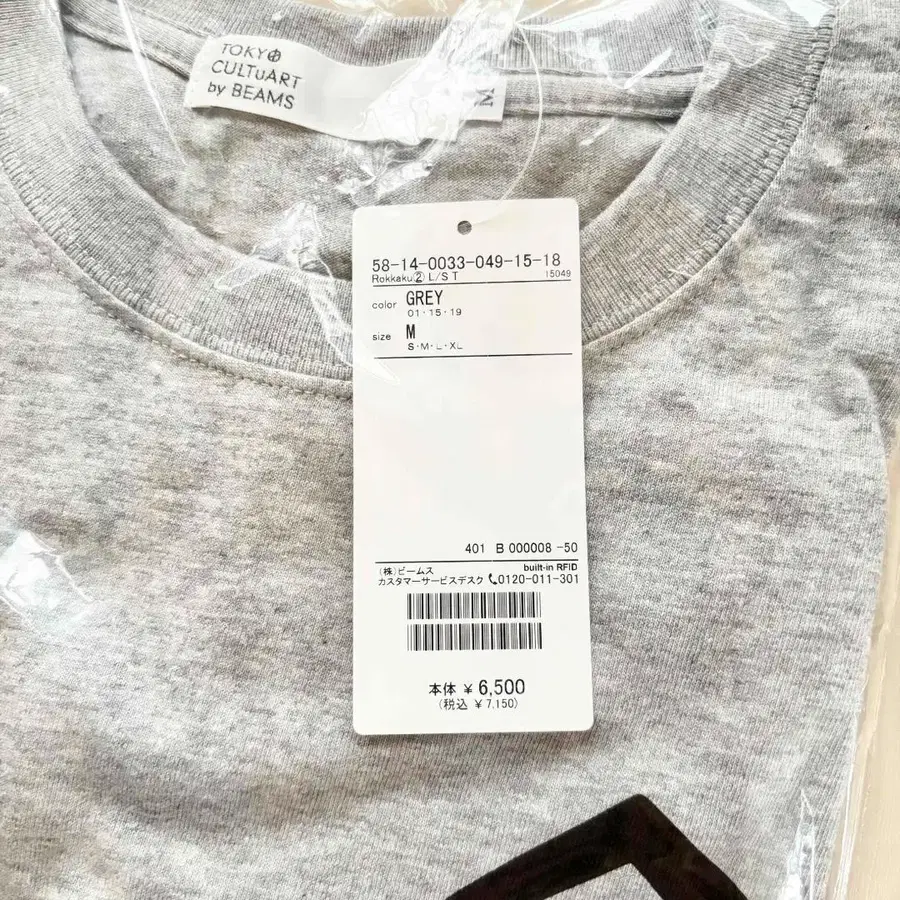 TOKYO
CULTuART
by BEAMS
M
58-14-0033-049-15-18
Rokkaku② L/S T 15049
color GREY
01・15・19
size M
S・M・L・XL
401 B 000008 -50
(株)ビームス built-in RFID
カスタマーサービスデスク 📞0120-011-301
本体 ¥ 6,500
(税込 ¥ 7,150)